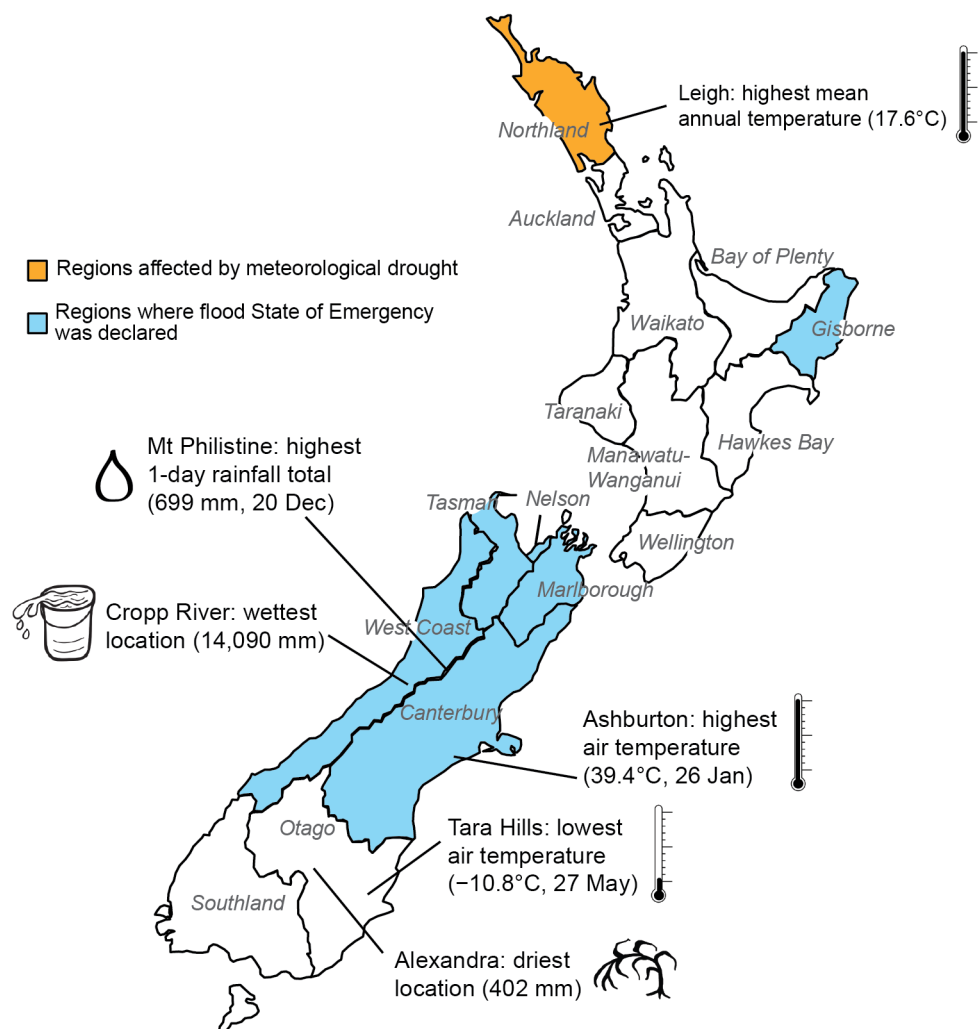 Leigh: highest mean
annual temperature (17.6°C)
Northland
Auckland
Bay of Plenty
Regions affected by meteorological drought
Regions where flood State of Emergency
was declared
Waikato
Gisborne
Taranaki
Hawkes Bay
Manawatu-
Wanganui
Mt Philistine: highest
1-day rainfall total
(699 mm, 20 Dec)
Tasman
Nelson
Wellington
Marlborough
Cropp River: wettest
location (14,090 mm)
West Coast
Canterbury
Ashburton: highest
air temperature
(39.4°C, 26 Jan)
Otago
Tara Hills: lowest
air temperature
(−10.8°C, 27 May)
Southland
Alexandra: driest
location (402 mm)